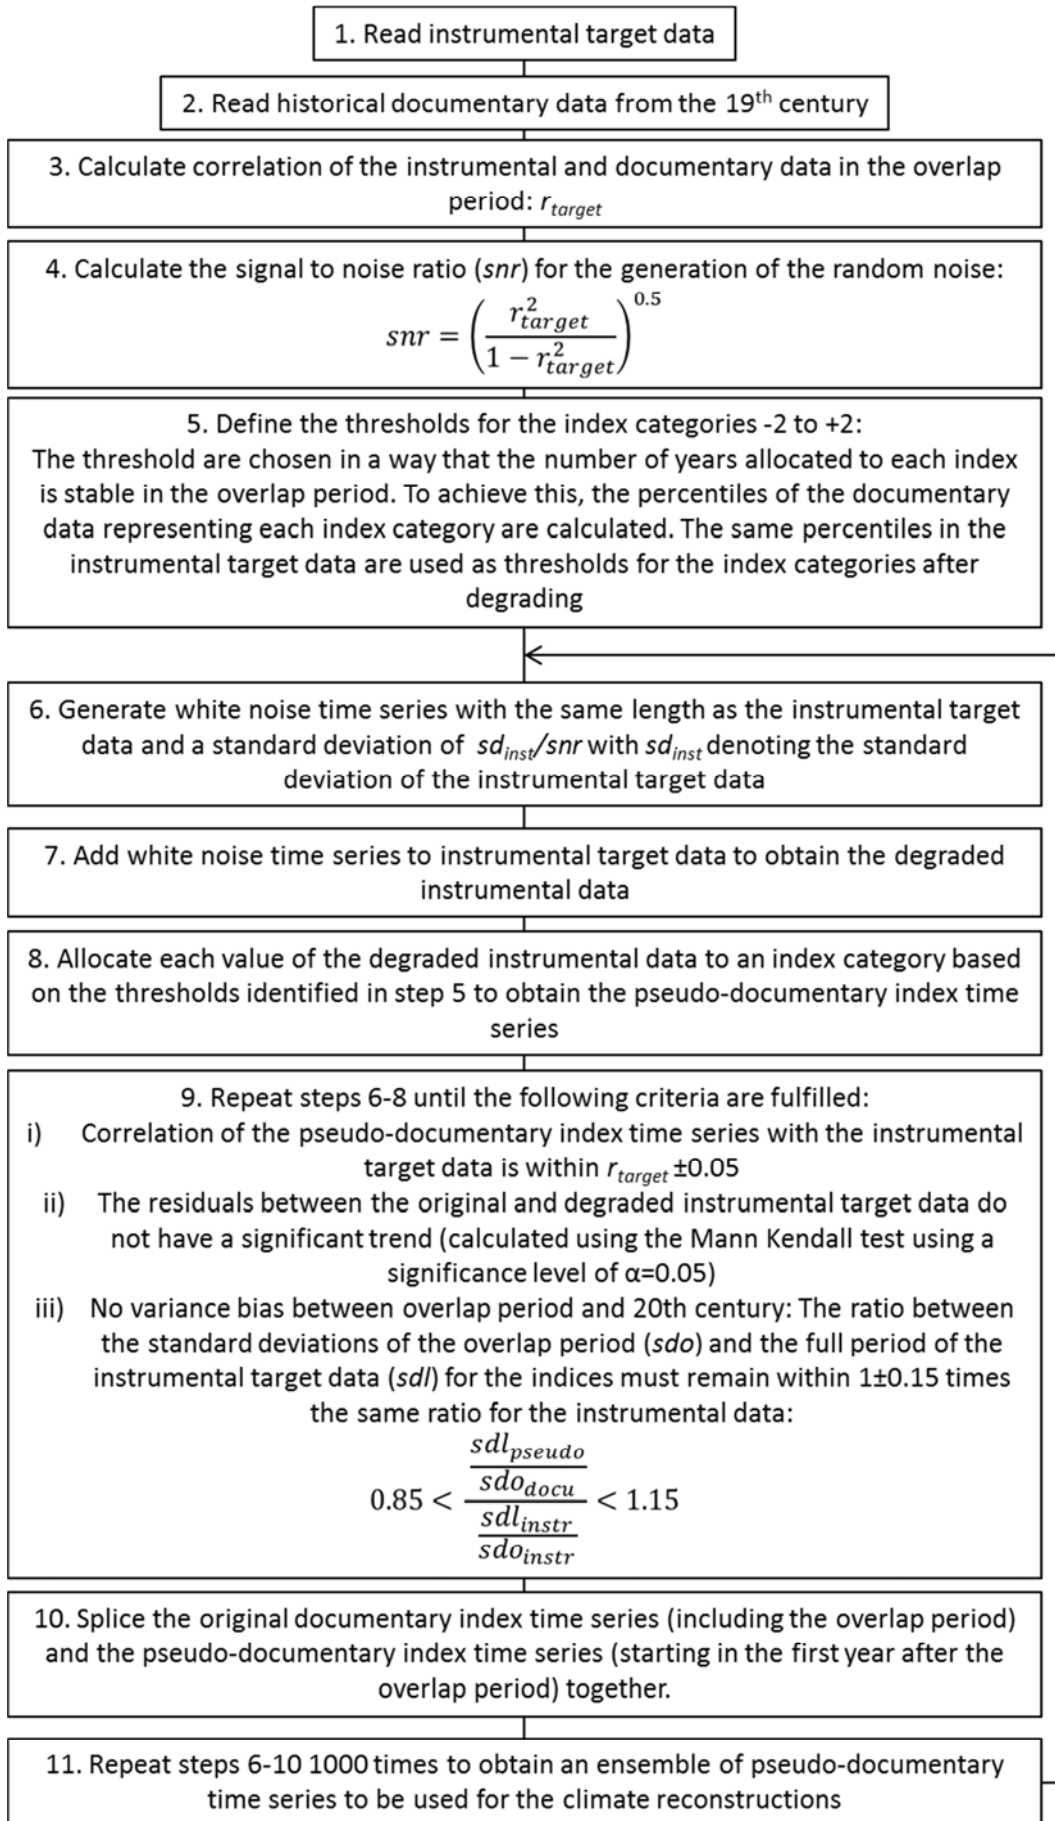 1. Read instrumental target data
2. Read historical documentary data from the 19th century
3. Calculate correlation of the instrumental and documentary data in the overlap
period: r_target
4. Calculate the signal to noise ratio (snr) for the generation of the random noise:
snr = (r²_target / (1 − r²_target))^0.5
5. Define the thresholds for the index categories -2 to +2:
The threshold are chosen in a way that the number of years allocated to each index
is stable in the overlap period. To achieve this, the percentiles of the documentary
data representing each index category are calculated. The same percentiles in the
instrumental target data are used as thresholds for the index categories after
degrading
6. Generate white noise time series with the same length as the instrumental target
data and a standard deviation of sd_inst/snr with sd_inst denoting the standard
deviation of the instrumental target data
7. Add white noise time series to instrumental target data to obtain the degraded
instrumental data
8. Allocate each value of the degraded instrumental data to an index category based
on the thresholds identified in step 5 to obtain the pseudo-documentary index time
series
9. Repeat steps 6-8 until the following criteria are fulfilled:
i) Correlation of the pseudo-documentary index time series with the instrumental
target data is within r_target ±0.05
ii) The residuals between the original and degraded instrumental target data do
not have a significant trend (calculated using the Mann Kendall test using a
significance level of α=0.05)
iii) No variance bias between overlap period and 20th century: The ratio between
the standard deviations of the overlap period (sdo) and the full period of the
instrumental target data (sdl) for the indices must remain within 1±0.15 times
the same ratio for the instrumental data:
0.85 < (sdl_pseudo / sdo_docu) / (sdl_instr / sdo_instr) < 1.15
10. Splice the original documentary index time series (including the overlap period)
and the pseudo-documentary index time series (starting in the first year after the
overlap period) together.
11. Repeat steps 6-10 1000 times to obtain an ensemble of pseudo-documentary
time series to be used for the climate reconstructions